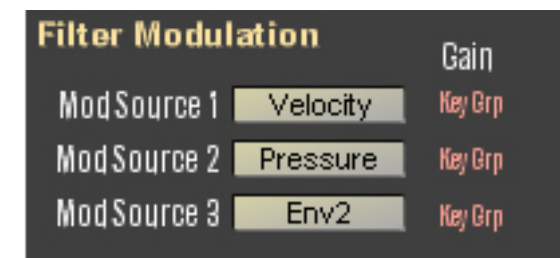 Filter Modulation
Gain
Mod Source 1 Velocity Key Grp
Mod Source 2 Pressure Key Grp
Mod Source 3 Env2 Key Grp